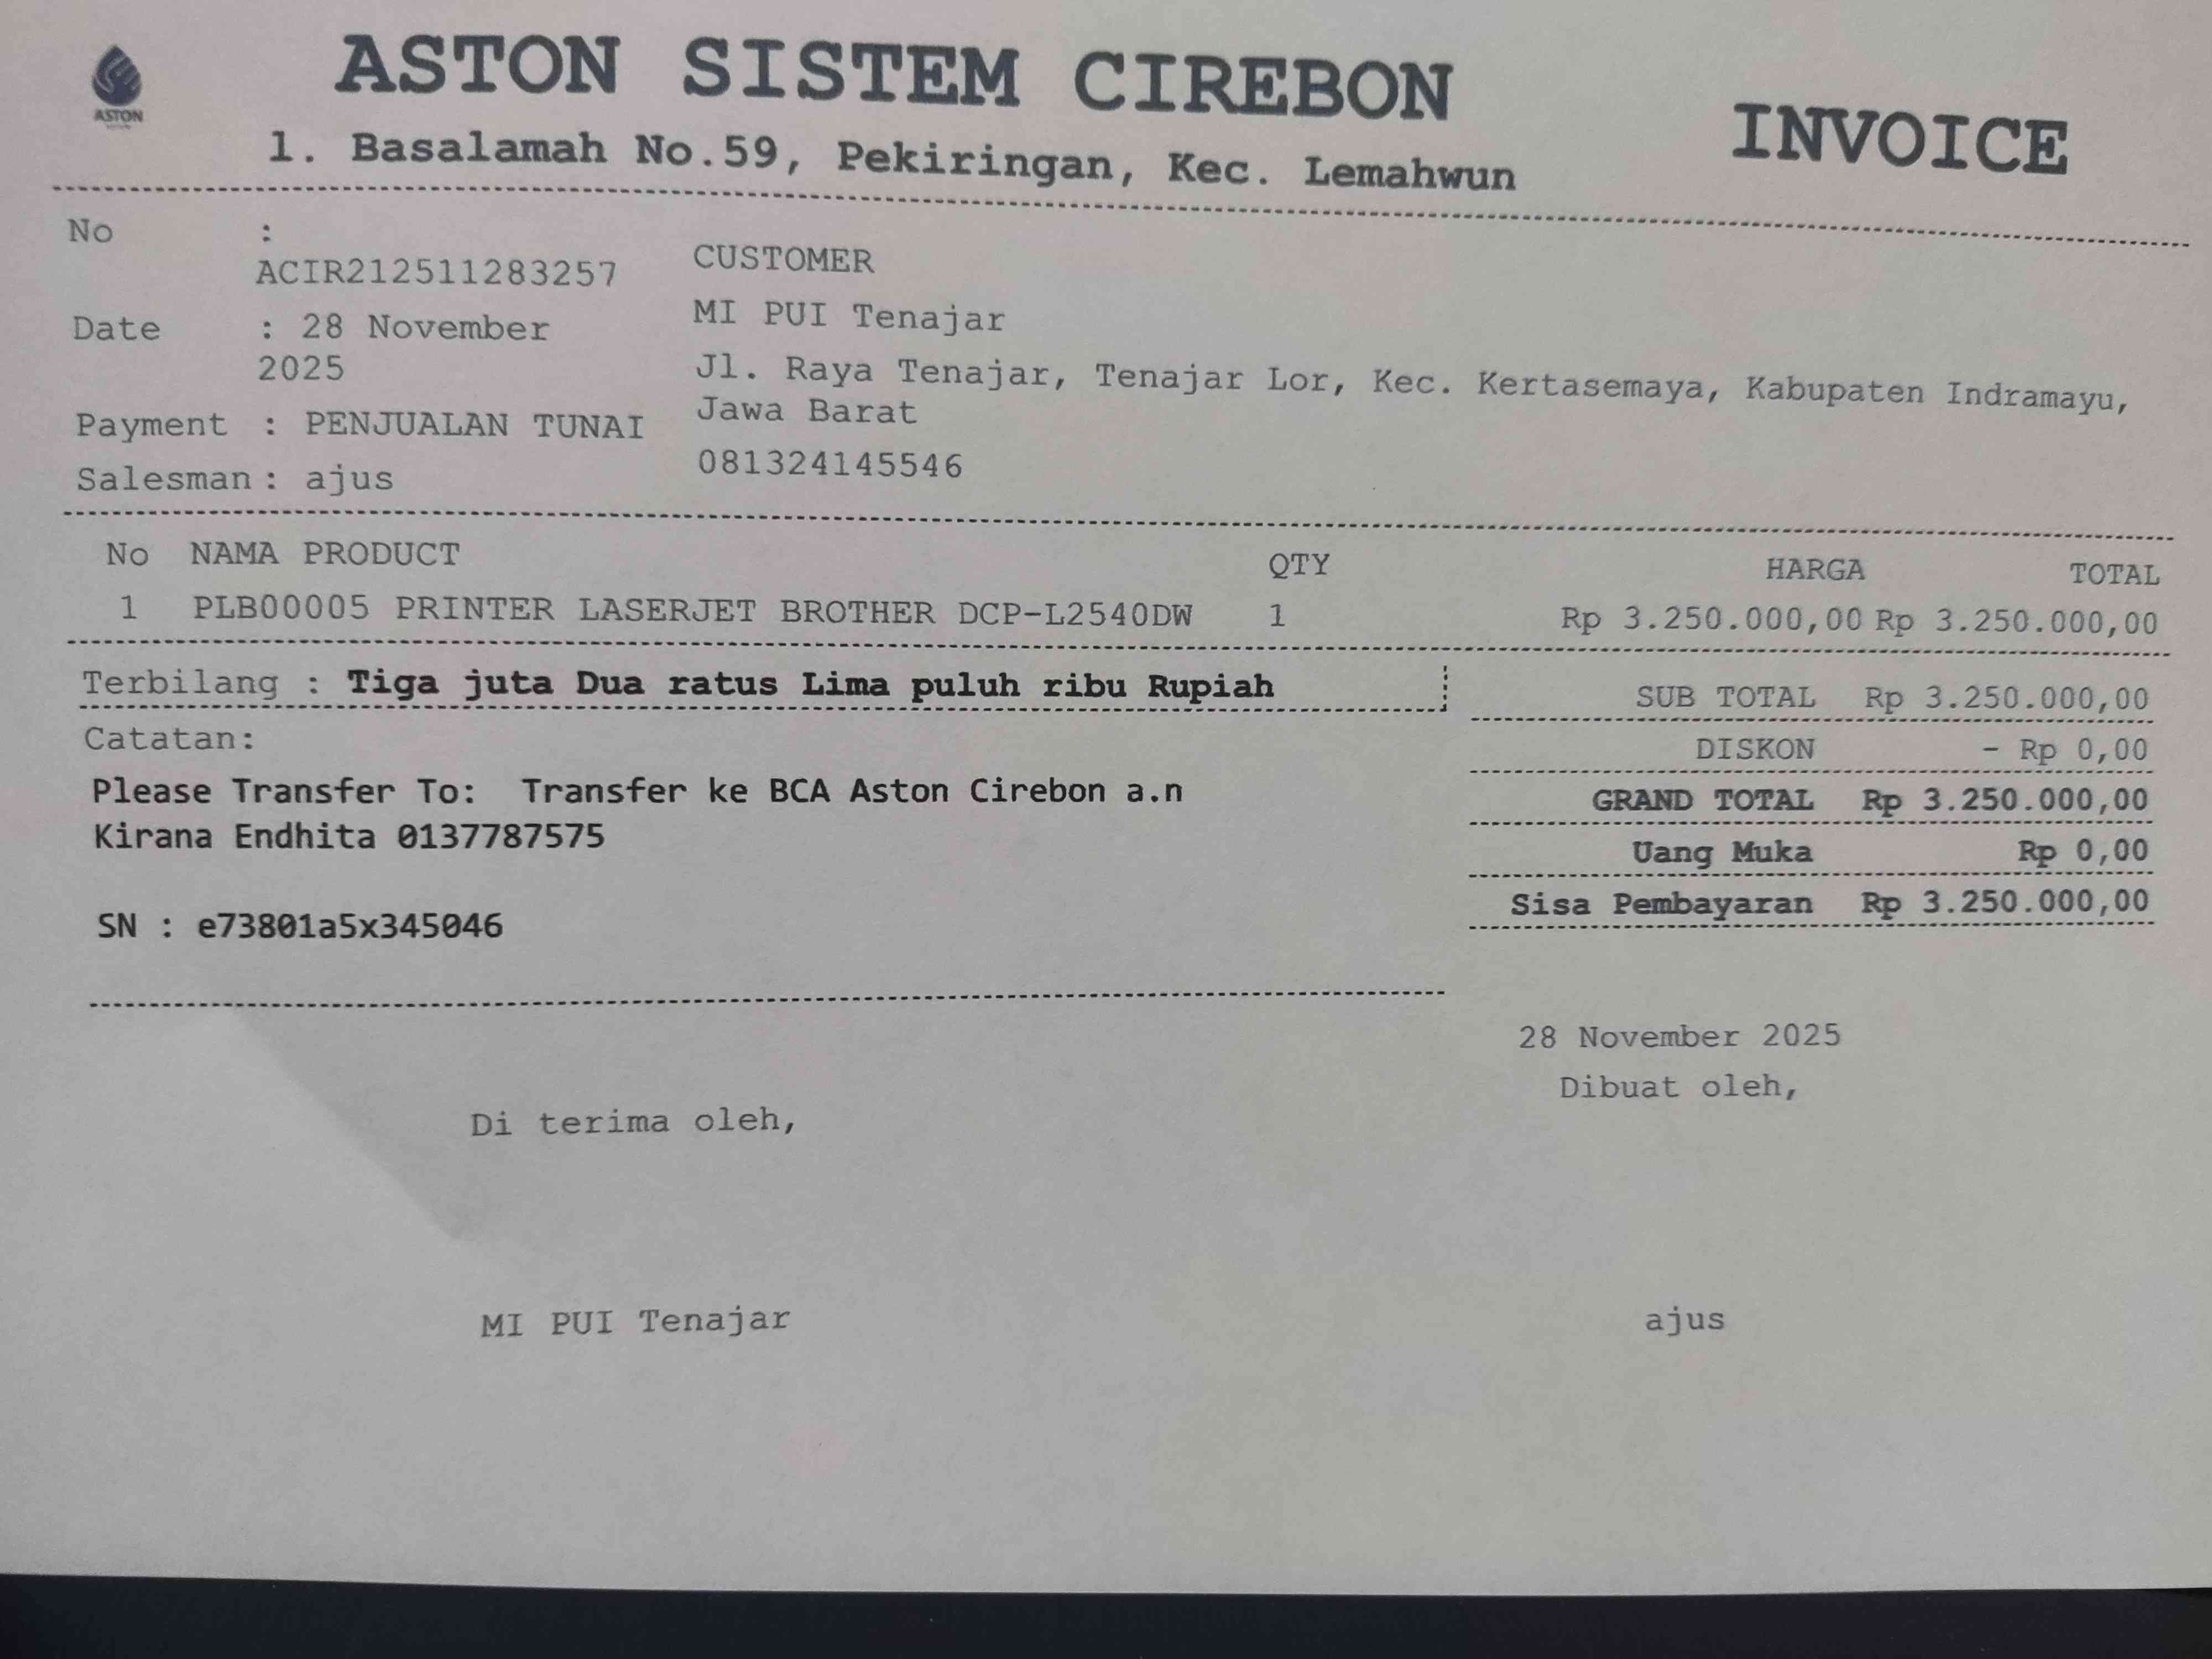 ASTON
ASTON SISTEM CIREBON
INVOICE
l. Basalamah No.59, Pekiringan, Kec. Lemahwun
No :
ACIR212511283257
Date : 28 November
2025
Payment : PENJUALAN TUNAI
Salesman : ajus
CUSTOMER
MI PUI Tenajar
Jl. Raya Tenajar, Tenajar Lor, Kec. Kertasemaya, Kabupaten Indramayu,
Jawa Barat
081324145546
No NAMA PRODUCT QTY HARGA TOTAL
1 PLB00005 PRINTER LASERJET BROTHER DCP-L2540DW 1 Rp 3.250.000,00 Rp 3.250.000,00
Terbilang : Tiga juta Dua ratus Lima puluh ribu Rupiah
Catatan:
Please Transfer To: Transfer ke BCA Aston Cirebon a.n
Kirana Endhita 0137787575
SN : e73801a5x345046
SUB TOTAL Rp 3.250.000,00
DISKON - Rp 0,00
GRAND TOTAL Rp 3.250.000,00
Uang Muka Rp 0,00
Sisa Pembayaran Rp 3.250.000,00
28 November 2025
Dibuat oleh,
Di terima oleh,
MI PUI Tenajar
ajus